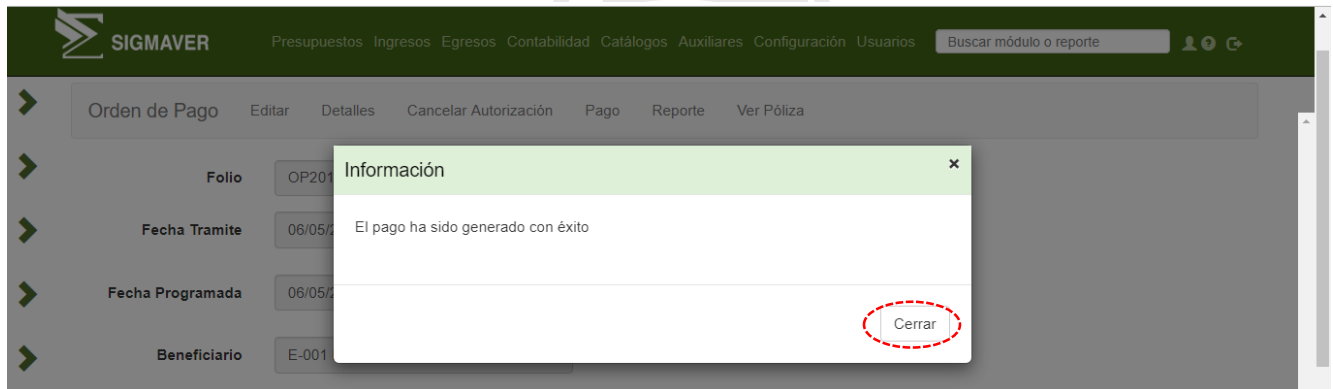 SIGMAVER
Presupuestos Ingresos Egresos Contabilidad Catálogos Auxiliares Configuración Usuarios
Buscar módulo o reporte
Orden de Pago Editar Detalles Cancelar Autorización Pago Reporte Ver Póliza
Información ×
Folio OP201
El pago ha sido generado con éxito
Fecha Tramite 06/05/2
Fecha Programada 06/05/2
Cerrar
Beneficiario E-001